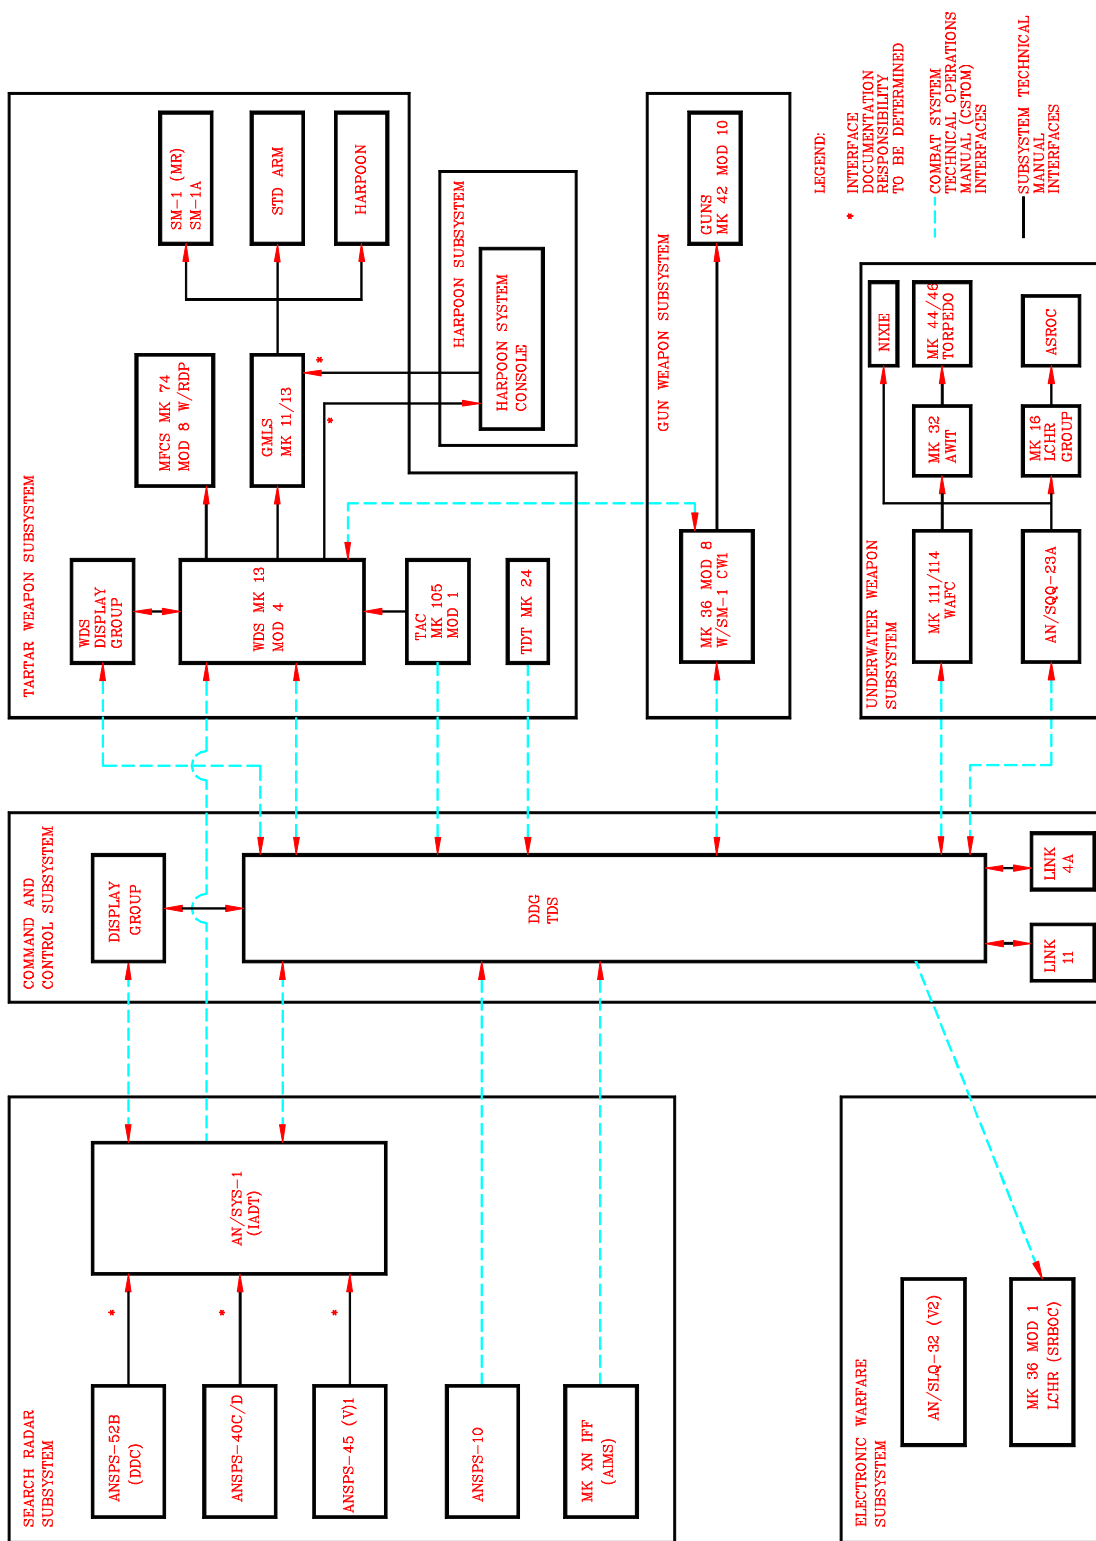 SEARCH RADAR
SUBSYSTEM
ANSPS-52B
(DDC)
ANSPS-40C/D
ANSPS-45 (V)1
ANSPS-10
MK XN IFF
(AIMS)
*
*
*
AN/SYS-1
(IADT)
ELECTRONIC WARFARE
SUBSYSTEM
AN/SLQ-32 (V2)
MK 36 MOD 1
LCHR (SRBOC)
COMMAND AND
CONTROL SUBSYSTEM
DISPLAY
GROUP
DDG
TDS
LINK
11
LINK
4A
TARTAR WEAPON SUBSYSTEM
WDS
DISPLAY
GROUP
WDS MK 13
MOD 4
TAC
MK 105
MOD 1
TDT MK 24
MFCS MK 74
MOD 8 W/RDP
GMLS
MK 11/13
*
*
SM-1 (MR)
SM-1A
STD ARM
HARPOON
HARPOON SUBSYSTEM
HARPOON SYSTEM
CONSOLE
GUN WEAPON SUBSYSTEM
MK 36 MOD 8
W/SM-1 CW1
GUNS
MK 42 MOD 10
UNDERWATER WEAPON
SUBSYSTEM
MK 111/114
WAFC
AN/SQQ-23A
NIXIE
MK 32
AWIT
MK 44/46
TORPEDO
MK 16
LCHR
GROUP
ASROC
LEGEND:
* INTERFACE
DOCUMENTATION
RESPONSIBILITY
TO BE DETERMINED
COMBAT SYSTEM
TECHNICAL OPERATIONS
MANUAL (CSTOM)
INTERFACES
SUBSYSTEM TECHNICAL
MANUAL
INTERFACES